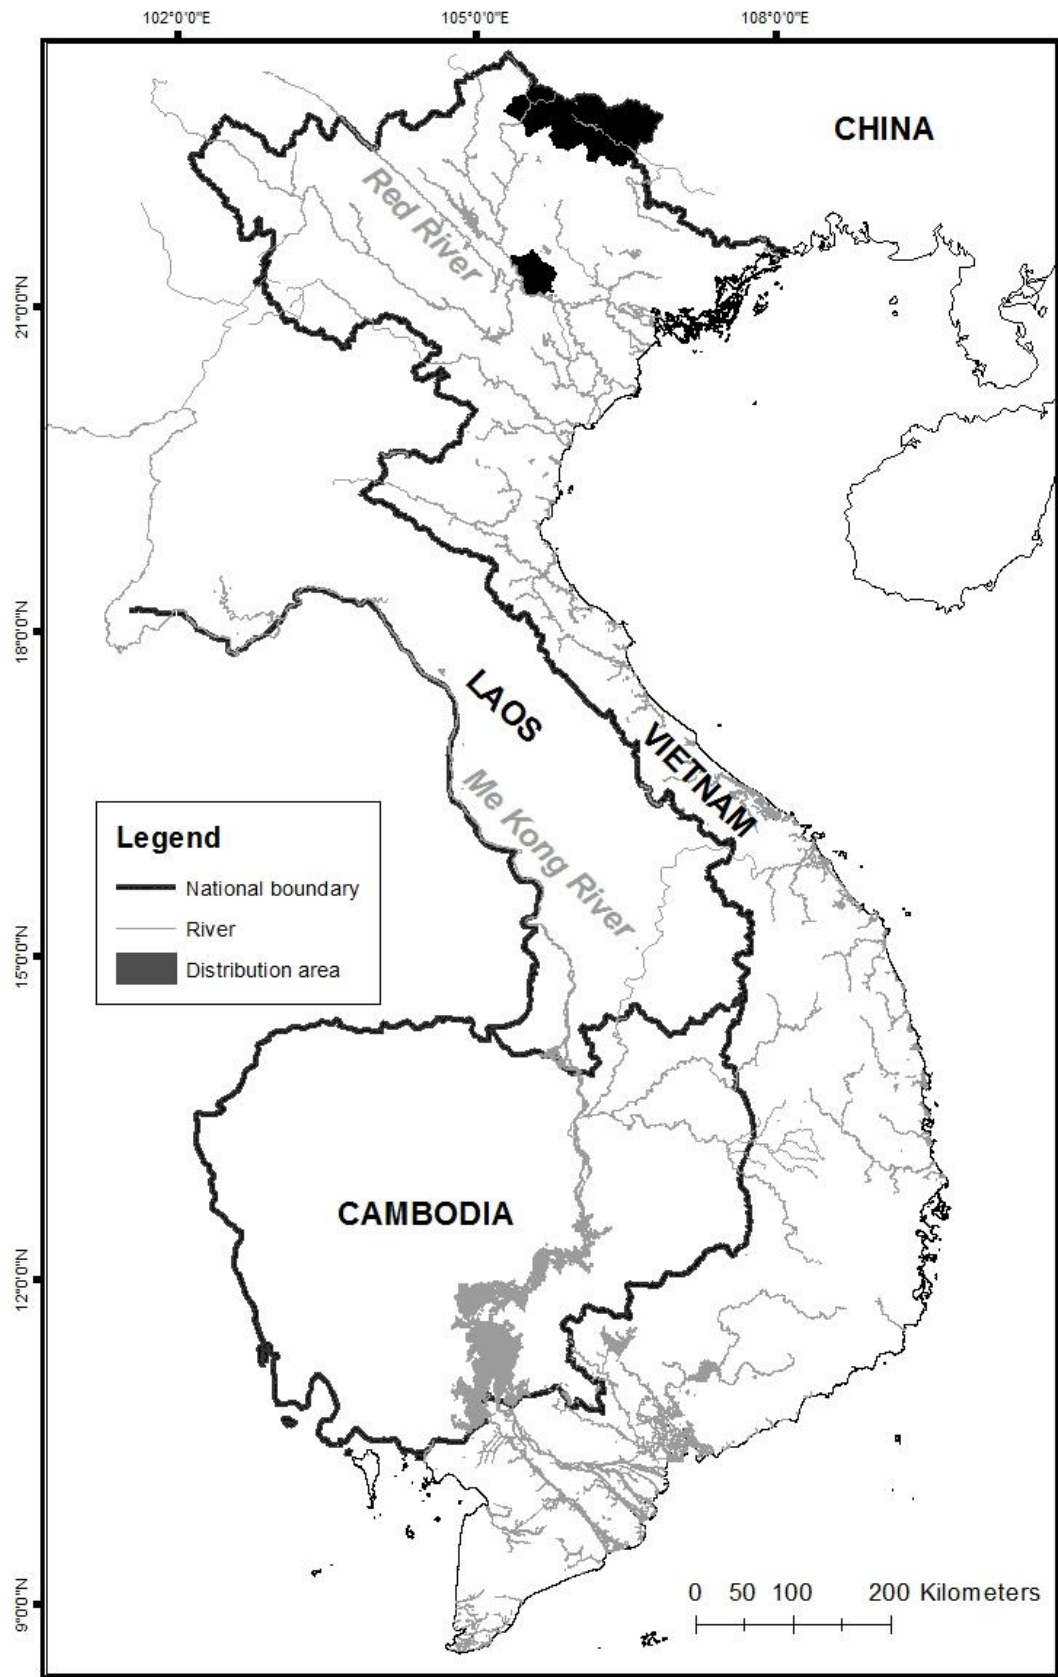 102°0'0"E 105°0'0"E 108°0'0"E
CHINA
Red River
21°0'0"N
18°0'0"N
LAOS
VIETNAM
Me Kong River
Legend
National boundary
River
Distribution area
15°0'0"N
CAMBODIA
12°0'0"N
9°0'0"N
0 50 100 200 Kilometers